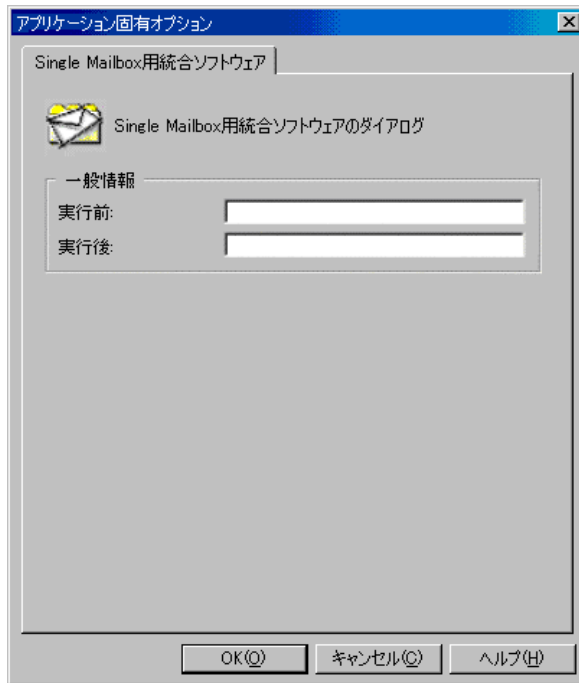 アプリケーション固有オプション
Single Mailbox用統合ソフトウェア
Single Mailbox用統合ソフトウェアのダイアログ
一般情報
実行前:
実行後:
OK(O) キャンセル(C) ヘルプ(H)